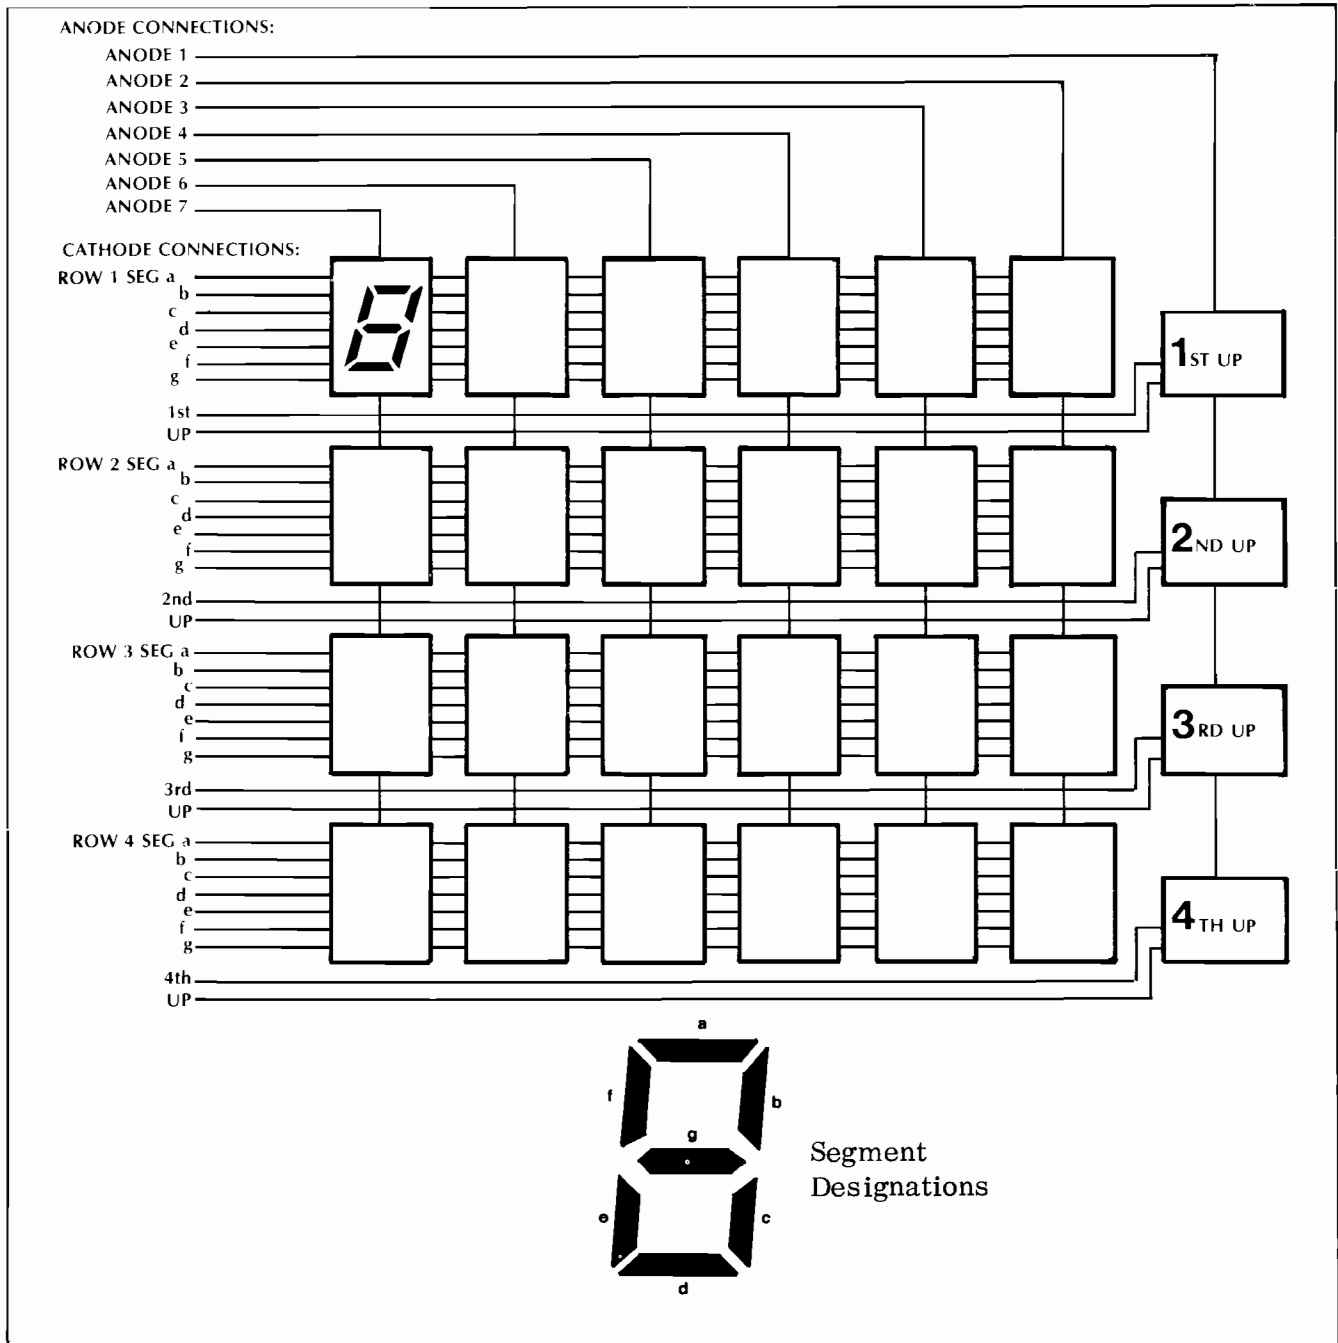 ANODE CONNECTIONS:
ANODE 1
ANODE 2
ANODE 3
ANODE 4
ANODE 5
ANODE 6
ANODE 7
CATHODE CONNECTIONS:
ROW 1 SEG a
b
c
d
e
f
g
1ST UP
1st
UP
ROW 2 SEG a
b
c
d
e
f
g
2ND UP
2nd
UP
ROW 3 SEG a
b
c
d
e
f
g
3RD UP
3rd
UP
ROW 4 SEG a
b
c
d
e
f
g
4TH UP
4th
UP
a
f
b
g
Segment
Designations
e
c
d